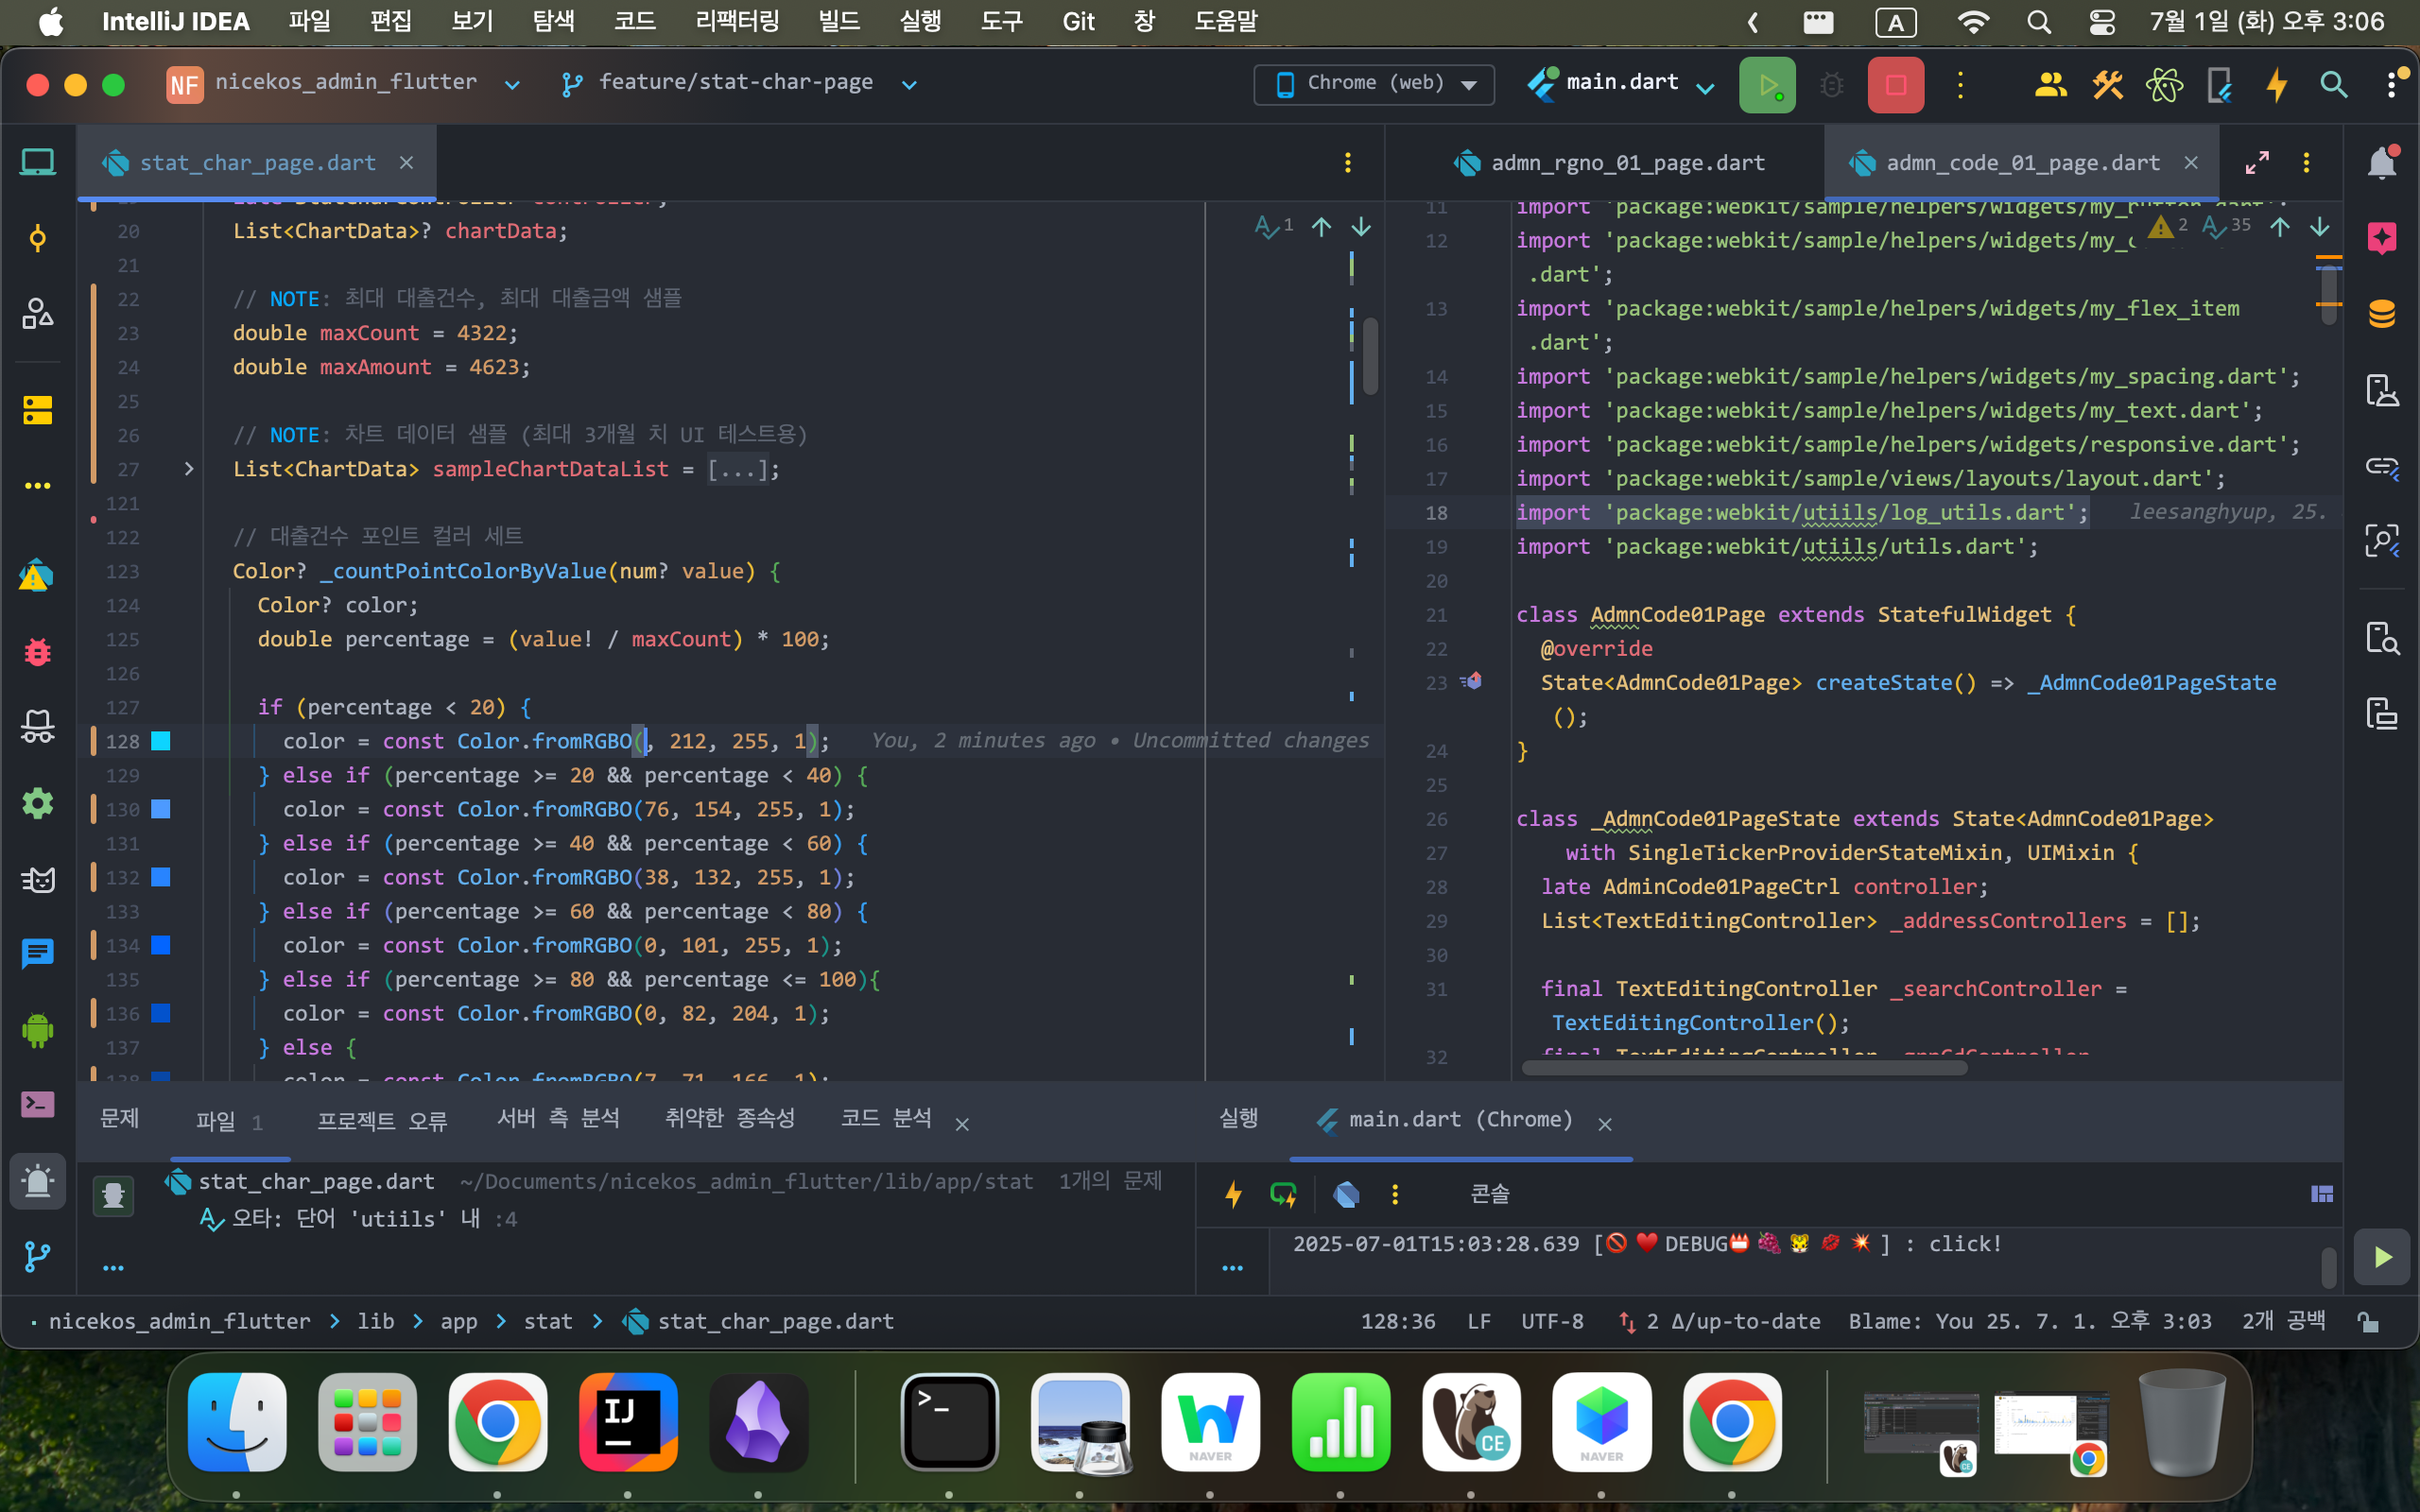 IntelliJ IDEA 파일 편집 보기 탐색 코드 리팩터링 빌드 실행 도구 Git 창 도움말 A 7월 1일 (화) 오후 3:06
NF nicekos_admin_flutter feature/stat-char-page Chrome (web) main.dart
stat_char_page.dart
20 List<ChartData>? chartData;
21
22 // NOTE: 최대 대출건수, 최대 대출금액 샘플
23 double maxCount = 4322;
24 double maxAmount = 4623;
25
26 // NOTE: 차트 데이터 샘플 (최대 3개월 치 UI 테스트용)
27 List<ChartData> sampleChartDataList = [...];
121
122 // 대출건수 포인트 컬러 세트
123 Color? _countPointColorByValue(num? value) {
124 Color? color;
125 double percentage = (value! / maxCount) * 100;
126
127 if (percentage < 20) {
128 color = const Color.fromRGBO(, 212, 255, 1); You, 2 minutes ago • Uncommitted changes
129 } else if (percentage >= 20 && percentage < 40) {
130 color = const Color.fromRGBO(76, 154, 255, 1);
131 } else if (percentage >= 40 && percentage < 60) {
132 color = const Color.fromRGBO(38, 132, 255, 1);
133 } else if (percentage >= 60 && percentage < 80) {
134 color = const Color.fromRGBO(0, 101, 255, 1);
135 } else if (percentage >= 80 && percentage <= 100){
136 color = const Color.fromRGBO(0, 82, 204, 1);
137 } else {
138 color = const Color.fromRGBO(7, 71, 166, 1);
1
admn_rgno_01_page.dart admn_code_01_page.dart
11 import 'package:webkit/sample/helpers/widgets/my_button.dart';
2 35
12 import 'package:webkit/sample/helpers/widgets/my_c
.dart';
13 import 'package:webkit/sample/helpers/widgets/my_flex_item
.dart';
14 import 'package:webkit/sample/helpers/widgets/my_spacing.dart';
15 import 'package:webkit/sample/helpers/widgets/my_text.dart';
16 import 'package:webkit/sample/helpers/widgets/responsive.dart';
17 import 'package:webkit/sample/views/layouts/layout.dart';
18 import 'package:webkit/utiils/log_utils.dart'; leesanghyup, 25.
19 import 'package:webkit/utiils/utils.dart';
20
21 class AdmnCode01Page extends StatefulWidget {
22 @override
23 State<AdmnCode01Page> createState() => _AdmnCode01PageState
();
24 }
25
26 class _AdmnCode01PageState extends State<AdmnCode01Page>
27 with SingleTickerProviderStateMixin, UIMixin {
28 late AdminCode01PageCtrl controller;
29 List<TextEditingController> _addressControllers = [];
30
31 final TextEditingController _searchController =
TextEditingController();
32 final TextEditingController
문제 파일 1 프로젝트 오류 서버 측 분석 취약한 종속성 코드 분석
stat_char_page.dart ~/Documents/nicekos_admin_flutter/lib/app/stat 1개의 문제
오타: 단어 'utiils' 내 :4
실행 main.dart (Chrome)
콘솔
2025-07-01T15:03:28.639 [🚫❤️DEBUG📛🍇🐯💋💥] : click!
nicekos_admin_flutter > lib > app > stat > stat_char_page.dart 128:36 LF UTF-8 2 Δ/up-to-date Blame: You 25. 7. 1. 오후 3:03 2개 공백
IJ
>_
NAVER
CE
NAVER